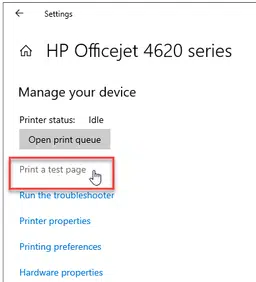 Settings
HP Officejet 4620 series
Manage your device
Printer status: Idle
Open print queue
Print a test page
Run the troubleshooter
Printer properties
Printing preferences
Hardware properties